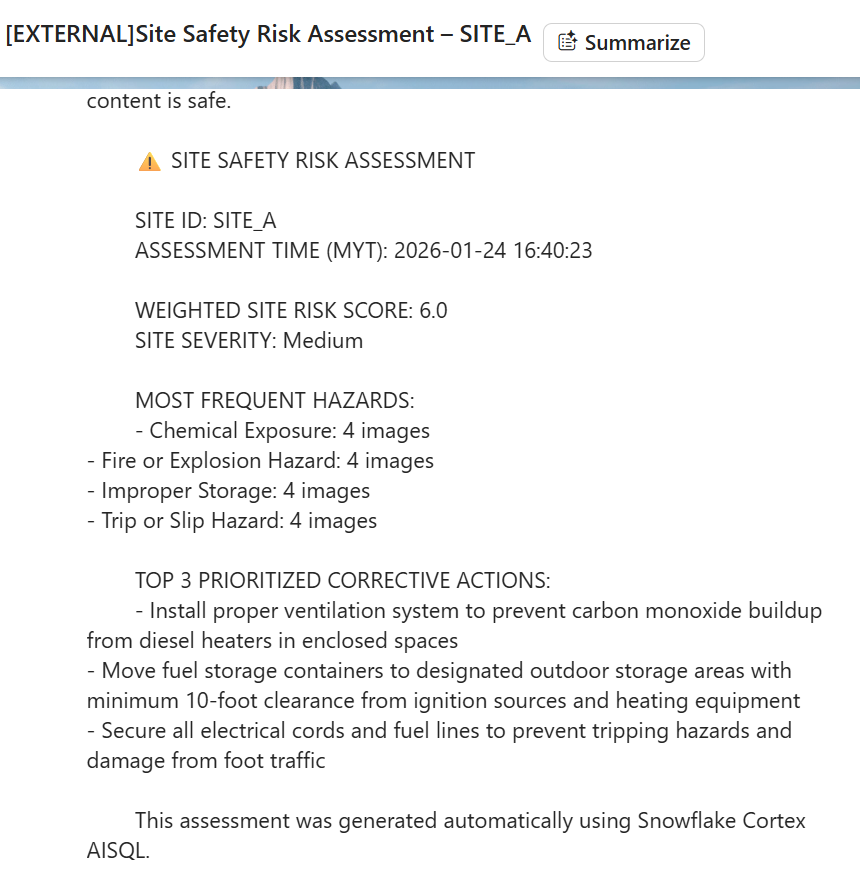 [EXTERNAL]Site Safety Risk Assessment – SITE_A
Summarize
content is safe.
⚠ SITE SAFETY RISK ASSESSMENT
SITE ID: SITE_A
ASSESSMENT TIME (MYT): 2026-01-24 16:40:23
WEIGHTED SITE RISK SCORE: 6.0
SITE SEVERITY: Medium
MOST FREQUENT HAZARDS:
- Chemical Exposure: 4 images
- Fire or Explosion Hazard: 4 images
- Improper Storage: 4 images
- Trip or Slip Hazard: 4 images
TOP 3 PRIORITIZED CORRECTIVE ACTIONS:
- Install proper ventilation system to prevent carbon monoxide buildup
from diesel heaters in enclosed spaces
- Move fuel storage containers to designated outdoor storage areas with
minimum 10-foot clearance from ignition sources and heating equipment
- Secure all electrical cords and fuel lines to prevent tripping hazards and
damage from foot traffic
This assessment was generated automatically using Snowflake Cortex
AISQL.